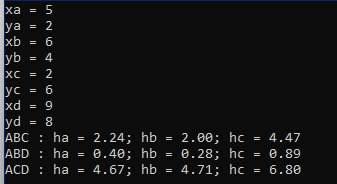 xa = 5
ya = 2
xb = 6
yb = 4
xc = 2
yc = 6
xd = 9
yd = 8
ABC : ha = 2.24; hb = 2.00; hc = 4.47
ABD : ha = 0.40; hb = 0.28; hc = 0.89
ACD : ha = 4.67; hb = 4.71; hc = 6.80